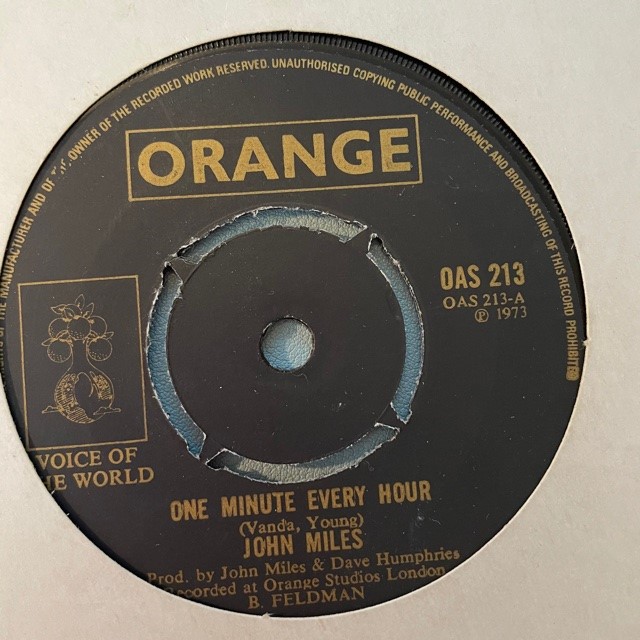 OF THE MANUFACTURER AND OF OWNER OF THE RECORDED WORK RESERVED. UNAUTHORISED COPYING PUBLIC PERFORMANCE AND BROADCASTING OF THIS RECORD PROHIBITED
ORANGE
OAS 213
OAS 213-A
℗ 1973
VOICE OF
THE WORLD
ONE MINUTE EVERY HOUR
(Vanda, Young)
JOHN MILES
Prod. by John Miles & Dave Humphries
Recorded at Orange Studios London
B. FELDMAN